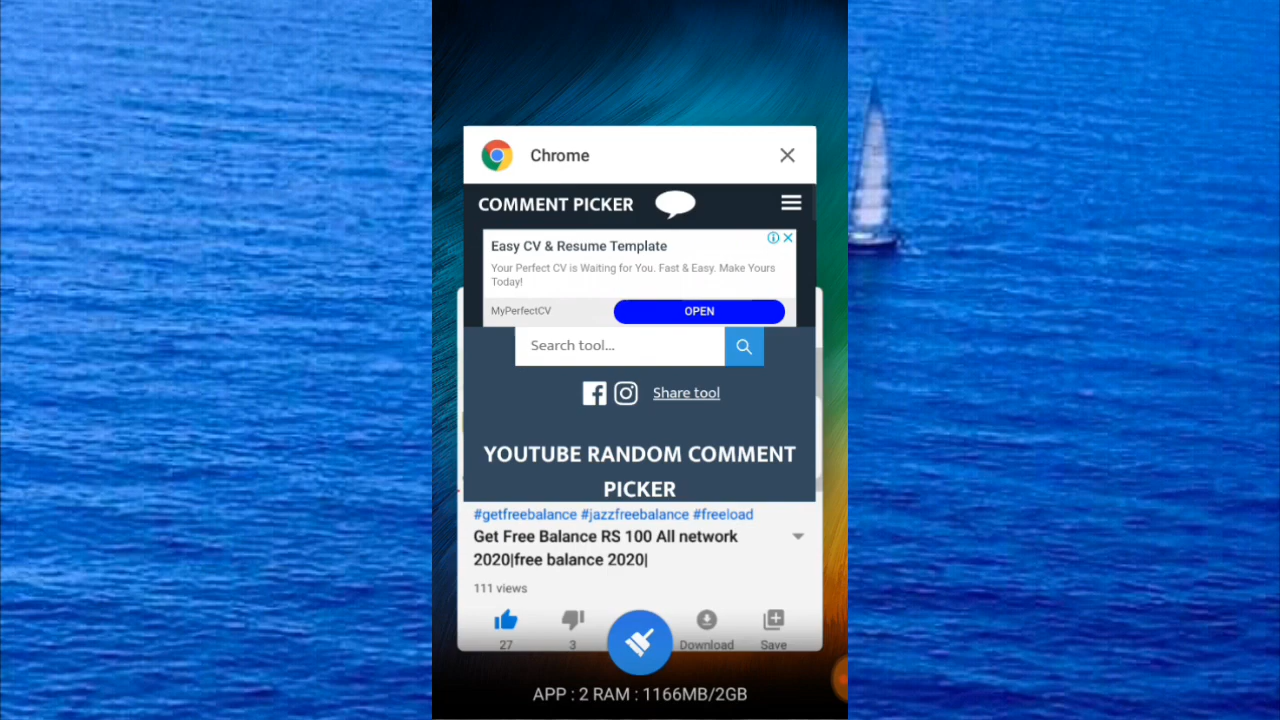 Chrome
COMMENT PICKER
Easy CV & Resume Template
Your Perfect CV is Waiting for You. Fast & Easy. Make Yours
Today!
MyPerfectCV
OPEN
Search tool...
Share tool
YOUTUBE RANDOM COMMENT
PICKER
#getfreebalance #jazzfreebalance #freeload
Get Free Balance RS 100 All network
2020|free balance 2020|
111 views
27
3
Download
Save
APP : 2 RAM : 1166MB/2GB